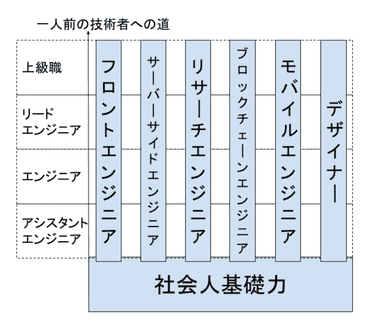 一人前の技術者への道
上級職
リード
エンジニア
エンジニア
アシスタント
エンジニア
フロントエンジニア
サーバーサイドエンジニア
リサーチエンジニア
ブロックチェーンエンジニア
モバイルエンジニア
デザイナー
社会人基礎力